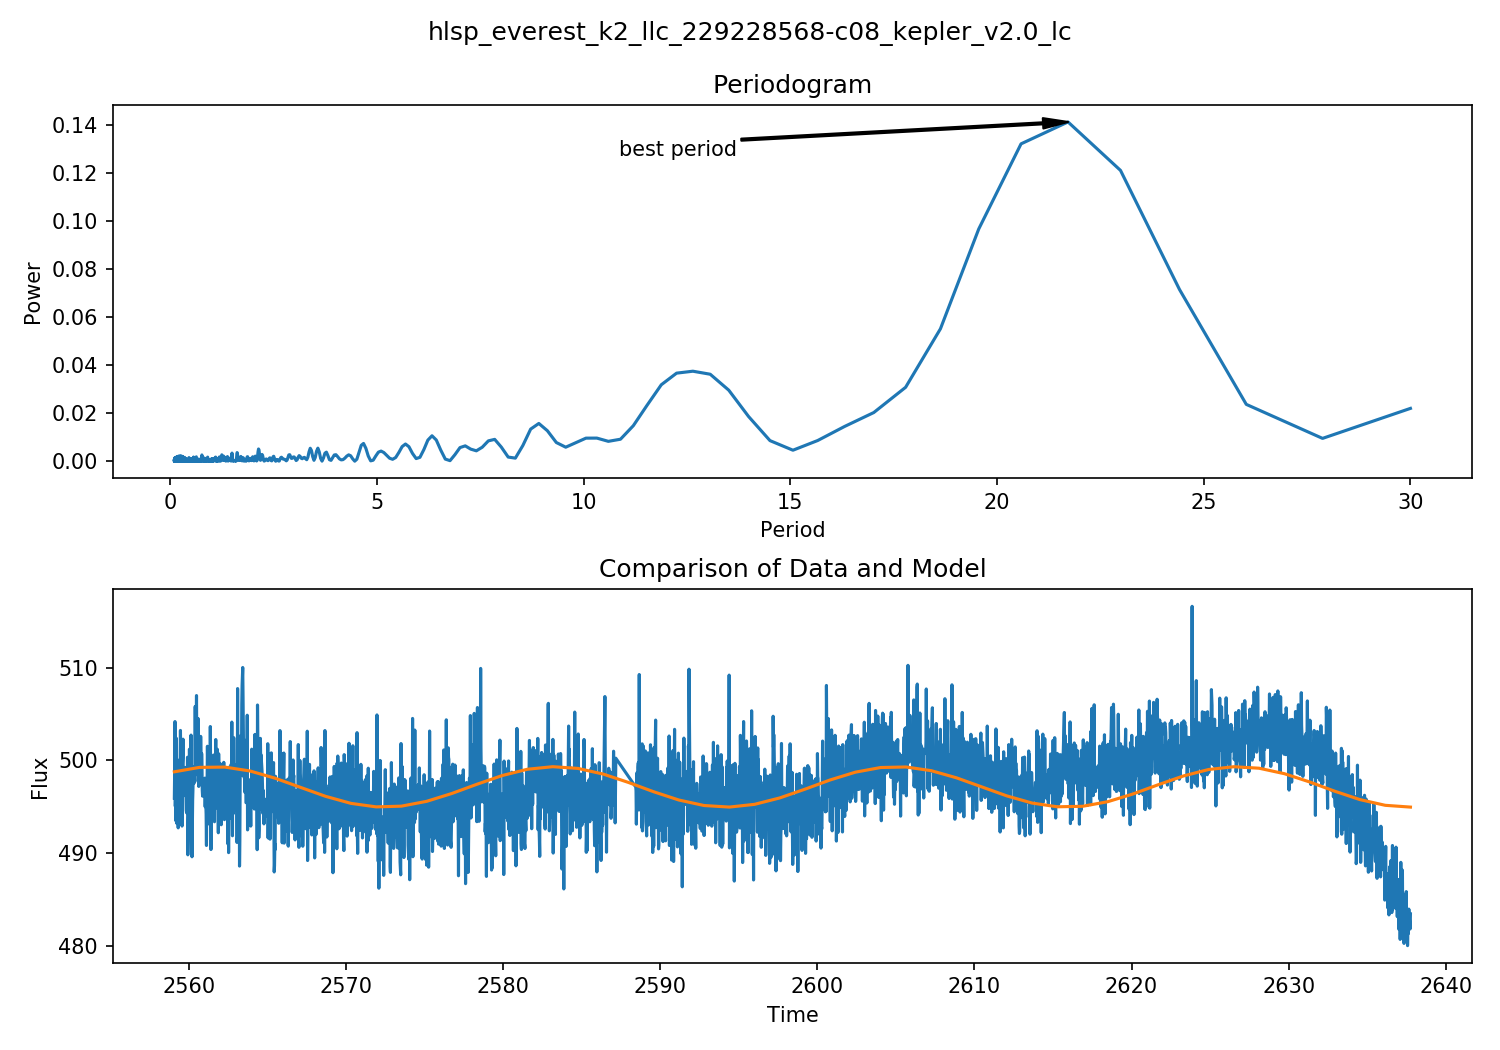 hlsp_everest_k2_llc_229228568-c08_kepler_v2.0_lc
Periodogram
0.14
0.12
0.10
0.08
0.06
0.04
0.02
0.00
Power
best period
0 5 10 15 20 25 30
Period
Comparison of Data and Model
510
500
490
480
Flux
2560 2570 2580 2590 2600 2610 2620 2630 2640
Time